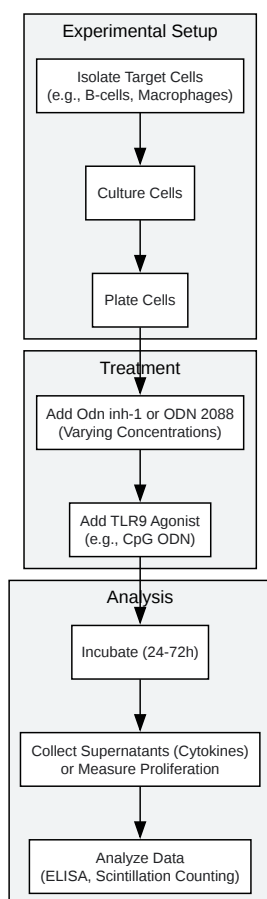 Experimental Setup
Isolate Target Cells
(e.g., B-cells, Macrophages)
Culture Cells
Plate Cells
Treatment
Add Odn inh-1 or ODN 2088
(Varying Concentrations)
Add TLR9 Agonist
(e.g., CpG ODN)
Analysis
Incubate (24-72h)
Collect Supernatants (Cytokines)
or Measure Proliferation
Analyze Data
(ELISA, Scintillation Counting)